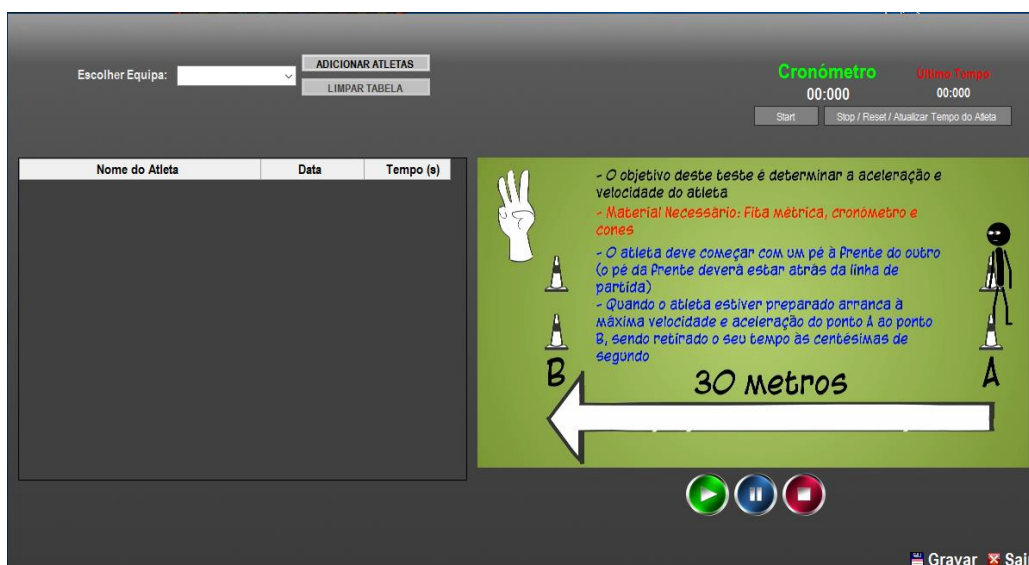 Escolher Equipa:
ADICIONAR ATLETAS
LIMPAR TABELA
Cronómetro
00:000
Último Tempo
00:000
Start
Stop / Reset / Atualizar Tempo do Atleta
Nome do Atleta Data Tempo (s)
- O objetivo deste teste é determinar a aceleração e
velocidade do atleta
- Material Necessário: Fita métrica, cronómetro e
cones
- O atleta deve começar com um pé à frente do outro
(o pé da frente deverá estar atrás da linha de
partida)
- Quando o atleta estiver preparado arranca à
máxima velocidade e aceleração do ponto A ao ponto
B, sendo retirado o seu tempo às centésimas de
segundo
B
30 metros
A
Gravar
Sair